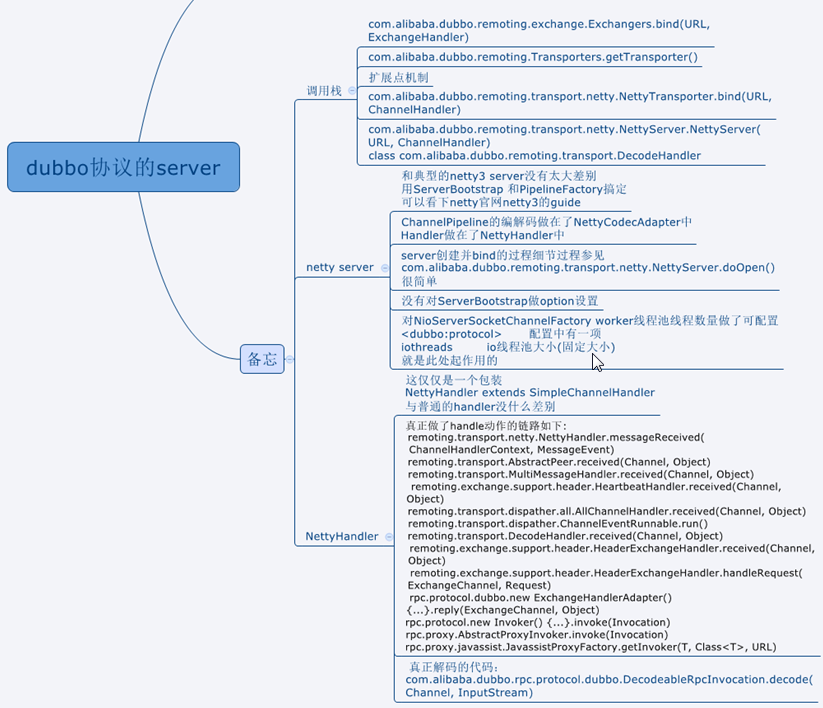 dubbo协议的server
备忘
调用栈
com.alibaba.dubbo.remoting.exchange.Exchangers.bind(URL,
ExchangeHandler)
com.alibaba.dubbo.remoting.Transporters.getTransporter()
扩展点机制
com.alibaba.dubbo.remoting.transport.netty.NettyTransporter.bind(URL,
ChannelHandler)
com.alibaba.dubbo.remoting.transport.netty.NettyServer.NettyServer(
URL, ChannelHandler)
class com.alibaba.dubbo.remoting.transport.DecodeHandler
netty server
和典型的netty3 server没有太大差别
用ServerBootstrap 和PipelineFactory搞定
可以看下netty官网netty3的guide
ChannelPipeline的编解码做在了NettyCodecAdapter中
Handler做在了NettyHandler中
server创建并bind的过程细节过程参见
com.alibaba.dubbo.remoting.transport.netty.NettyServer.doOpen()
很简单
没有对ServerBootstrap做option设置
对NioServerSocketChannelFactory worker线程池线程数量做了可配置
<dubbo:protocol> 配置中有一项
iothreads io线程池大小(固定大小)
就是此处起作用的
NettyHandler
这仅仅是一个包装
NettyHandler extends SimpleChannelHandler
与普通的handler没什么差别
真正做了handle动作的链路如下:
remoting.transport.netty.NettyHandler.messageReceived(
ChannelHandlerContext, MessageEvent)
remoting.transport.AbstractPeer.received(Channel, Object)
remoting.transport.MultiMessageHandler.received(Channel, Object)
remoting.exchange.support.header.HeartbeatHandler.received(Channel,
Object)
remoting.transport.dispather.all.AllChannelHandler.received(Channel, Object)
remoting.transport.dispather.ChannelEventRunnable.run()
remoting.transport.DecodeHandler.received(Channel, Object)
remoting.exchange.support.header.HeaderExchangeHandler.received(Channel,
Object)
remoting.exchange.support.header.HeaderExchangeHandler.handleRequest(
ExchangeChannel, Request)
rpc.protocol.dubbo.new ExchangeHandlerAdapter()
{...}.reply(ExchangeChannel, Object)
rpc.protocol.new Invoker() {...}.invoke(Invocation)
rpc.proxy.AbstractProxyInvoker.invoke(Invocation)
rpc.proxy.javassist.JavassistProxyFactory.getInvoker(T, Class<T>, URL)
真正解码的代码：
com.alibaba.dubbo.rpc.protocol.dubbo.DecodeableRpcInvocation.decode(
Channel, InputStream)